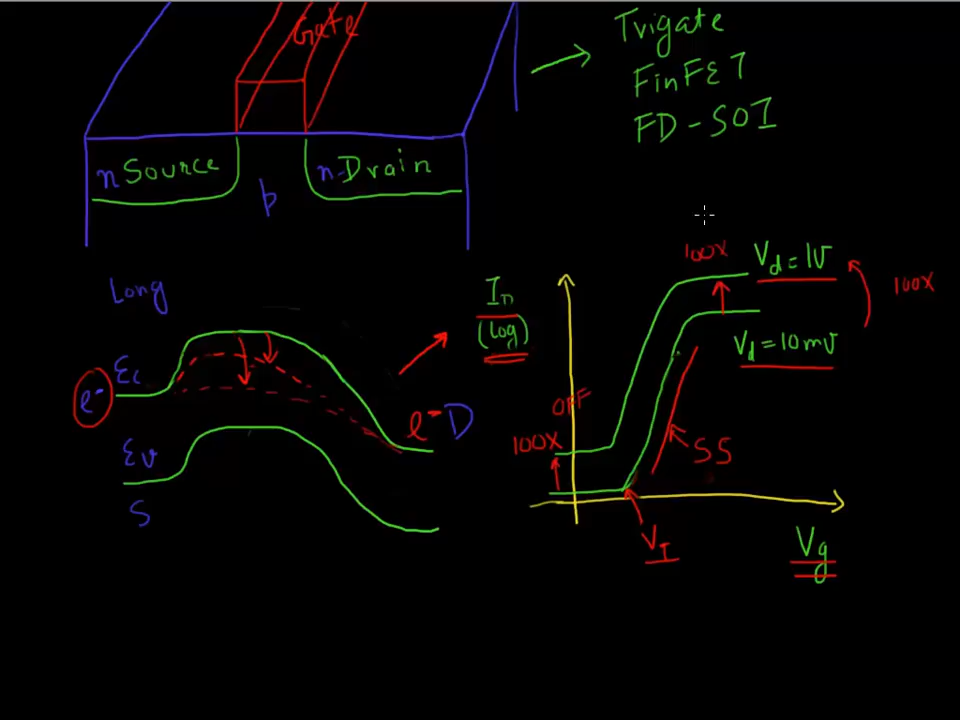 Gate
Trigate
FinFET
FD-SOI
n Source
n-Drain
p
Long
Ec
e-
Ev
S
e- D
ID
(log)
100X
Vd=1V
100X
Vd=10mV
OFF
100X
SS
VT
Vg